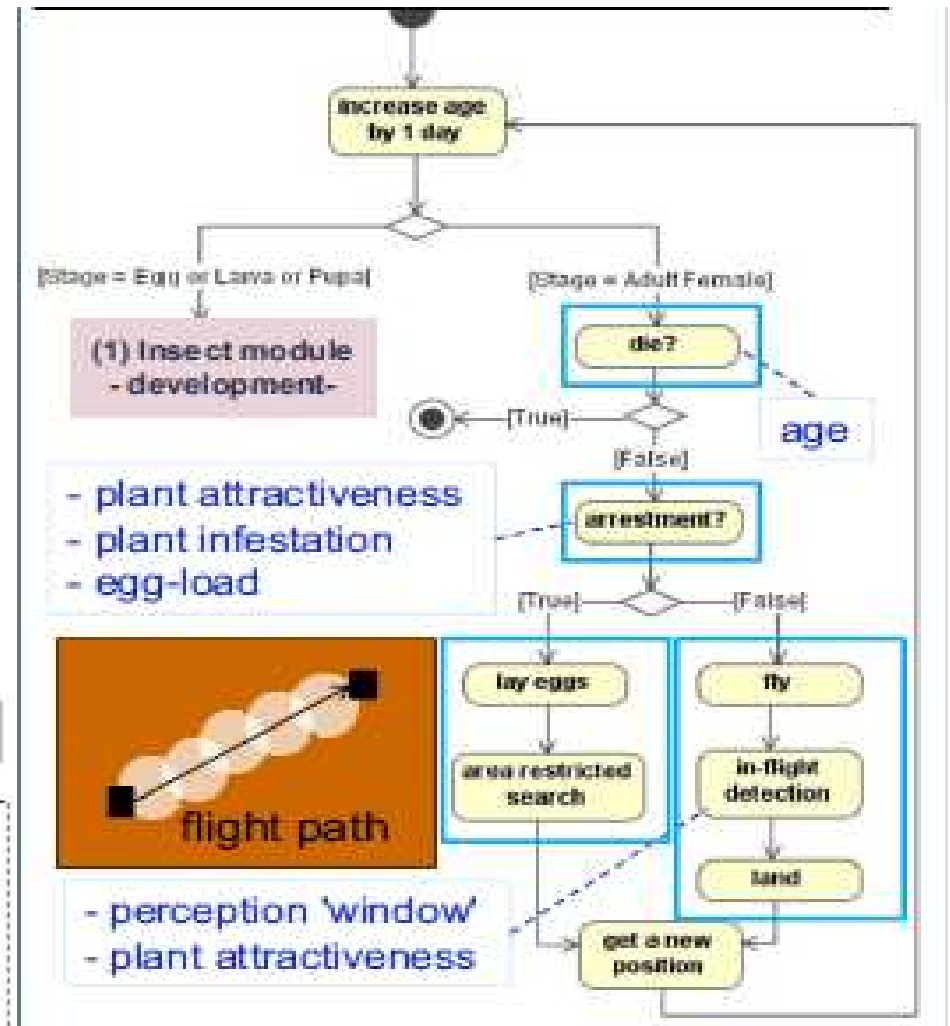 increase age
by 1 day
[Stage = Egg or Larva or Pupa]
[Stage = Adult Female]
(1) Insect module
- development-
die?
[True]
age
[False]
- plant attractiveness
- plant infestation
- egg-load
arrestment?
[True]
[False]
lay eggs
fly
area restricted
search
in-flight
detection
flight path
land
- perception 'window'
- plant attractiveness
get a new
position